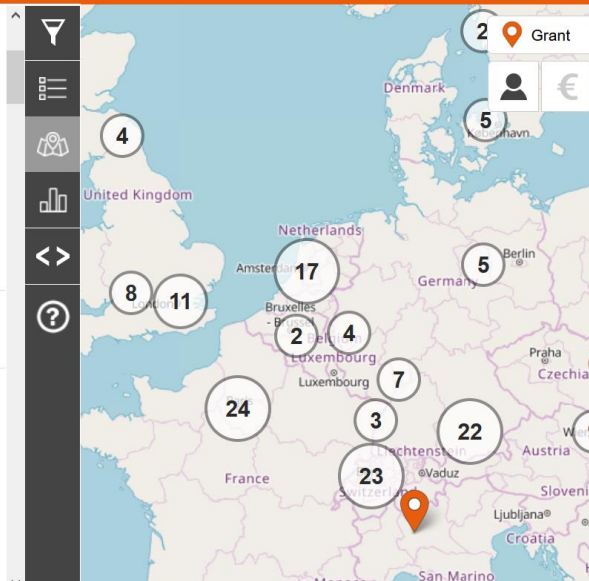 2
Grant
€
Denmark
5
København
4
United Kingdom
Netherlands
Amsterdam
17
Berlin
5
Germany
8
London
11
Bruxelles
- Brussel
2
4
Belgium
Luxembourg
Luxembourg
Praha
Czechia
7
24
3
22
Wien
Liechtenstein
Austria
23
Vaduz
France
Switzerland
Sloveni
Ljubljana
Croatia
San Marino
< >
?